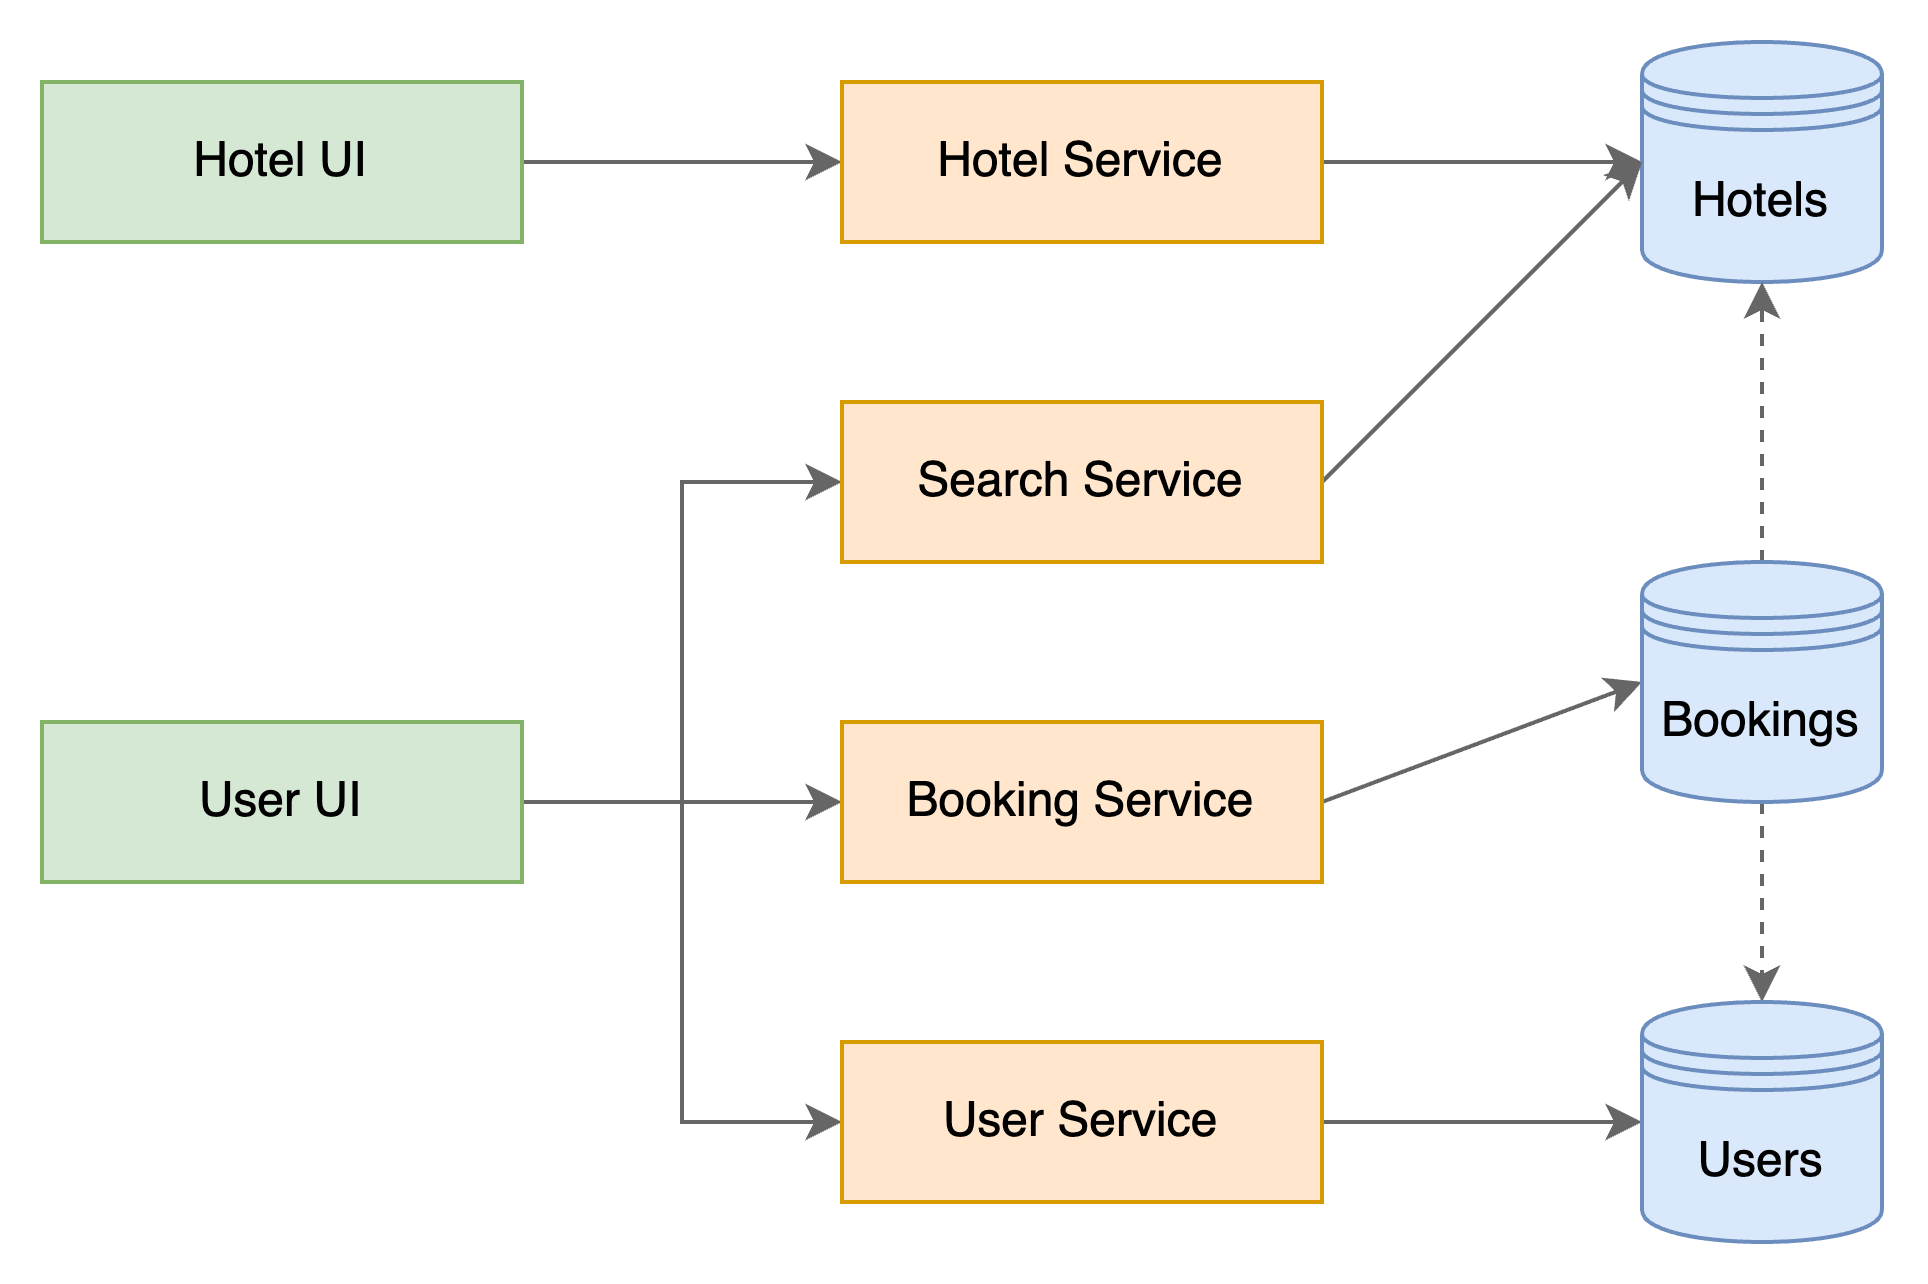 Hotel UI
Hotel Service
Hotels
Search Service
Bookings
User UI
Booking Service
User Service
Users